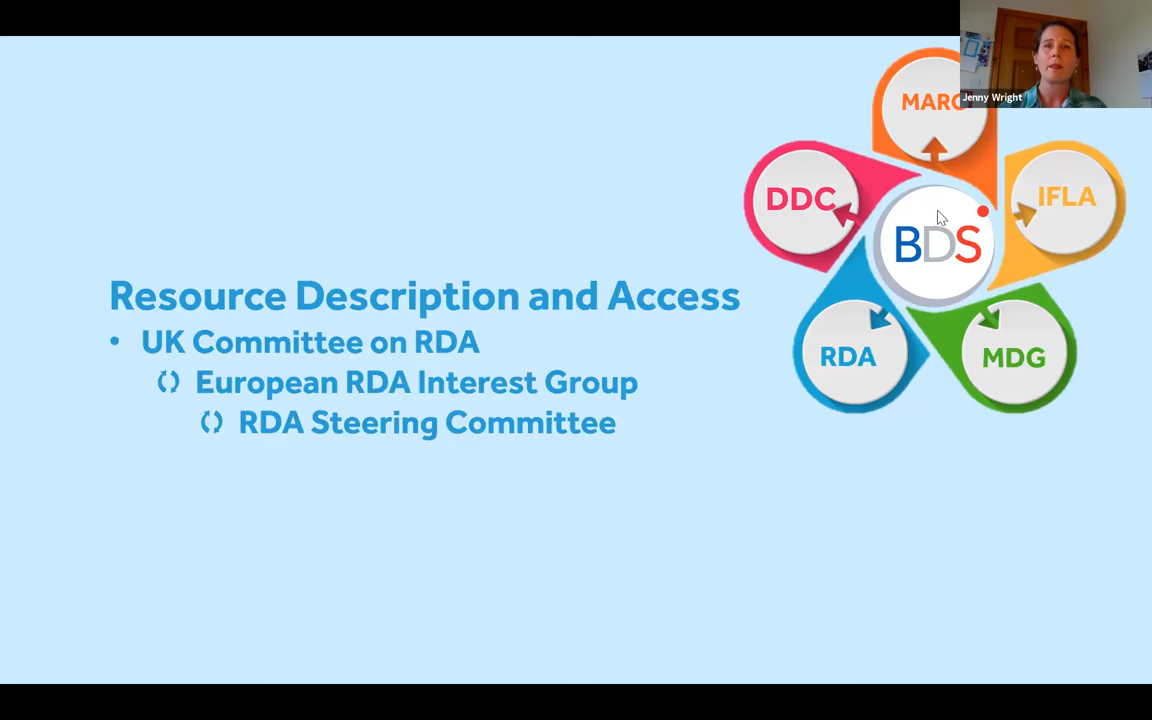 MARC
Jenny Wright
DDC
IFLA
BDS
Resource Description and Access
• UK Committee on RDA
European RDA Interest Group
RDA Steering Committee
RDA
MDG